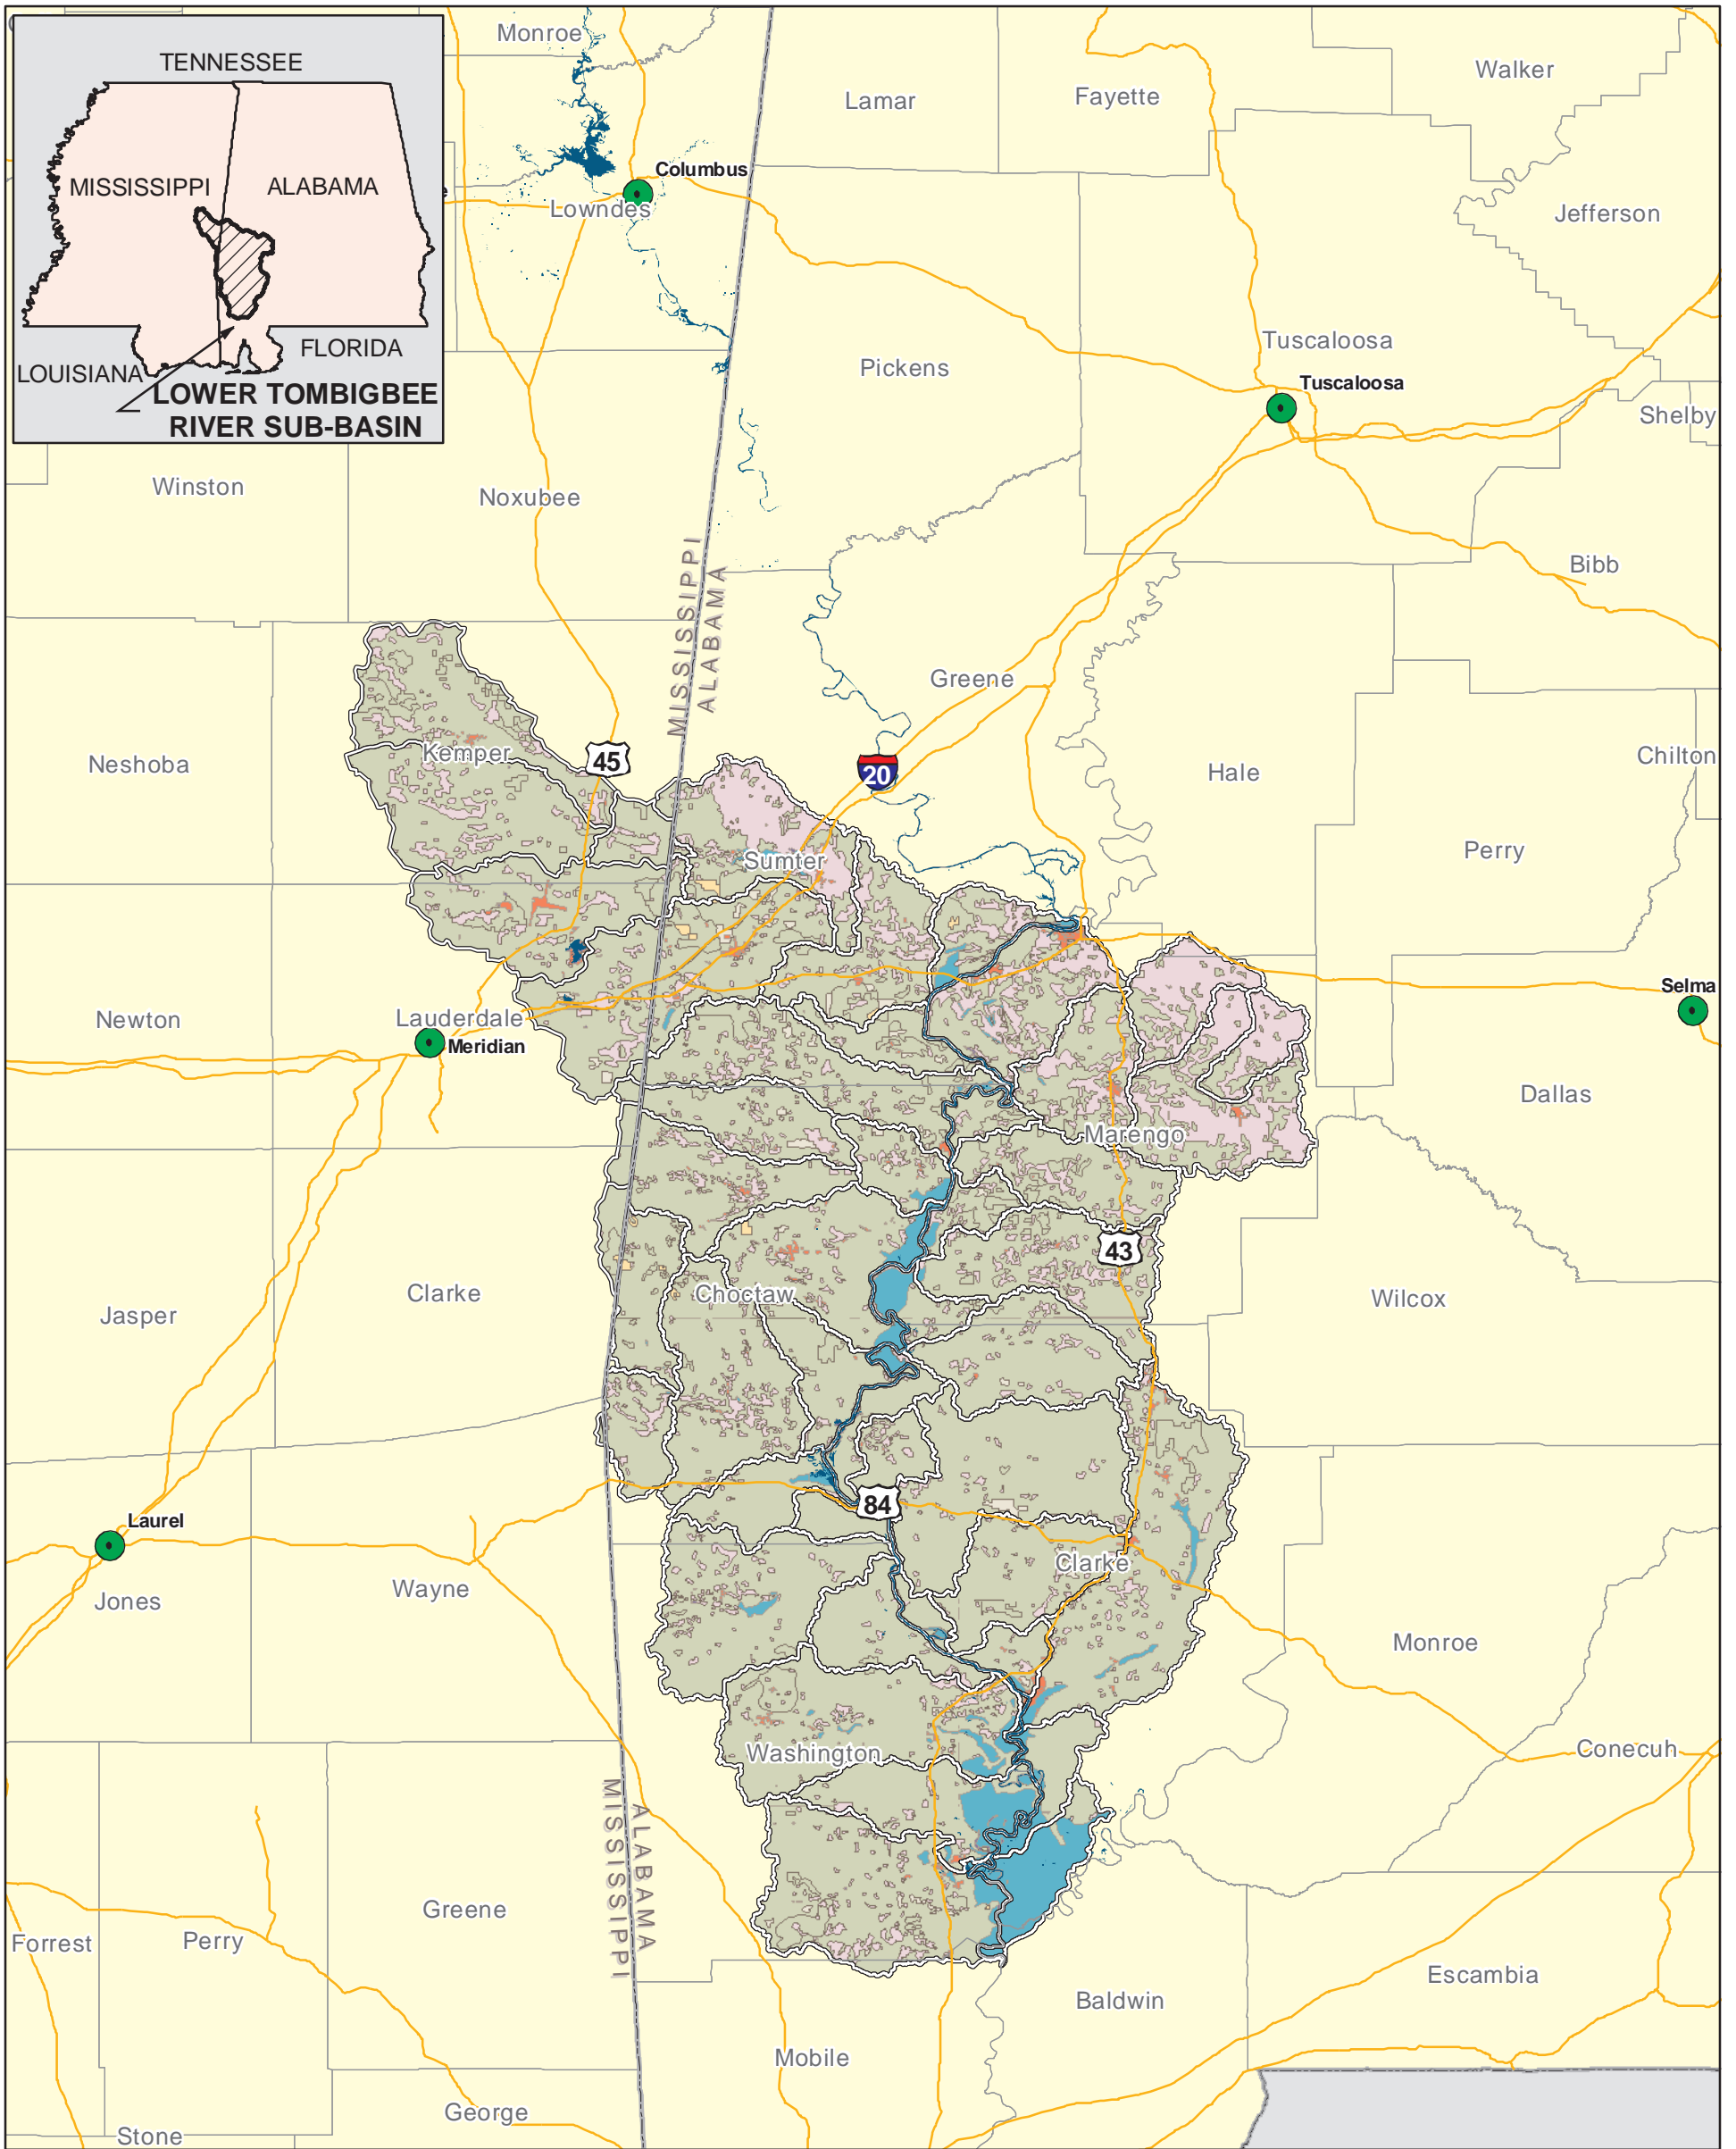 TENNESSEE
MISSISSIPPI
ALABAMA
LOUISIANA
FLORIDA
LOWER TOMBIGBEE
RIVER SUB-BASIN
Monroe
Walker
Lamar
Fayette
Columbus
Lowndes
Jefferson
Tuscaloosa
Pickens
Tuscaloosa
Shelby
Winston
Noxubee
Bibb
MISSISSIPPI
ALABAMA
Greene
Kemper
45
Neshoba
20
Hale
Chilton
Sumter
Perry
Selma
Newton
Lauderdale
Meridian
Dallas
Marengo
43
Clarke
Choctaw
Jasper
Wilcox
84
Laurel
Clarke
Jones
Wayne
Monroe
Washington
Conecuh
MISSISSIPPI
ALABAMA
Greene
Forrest
Perry
Escambia
Baldwin
Mobile
George
Stone